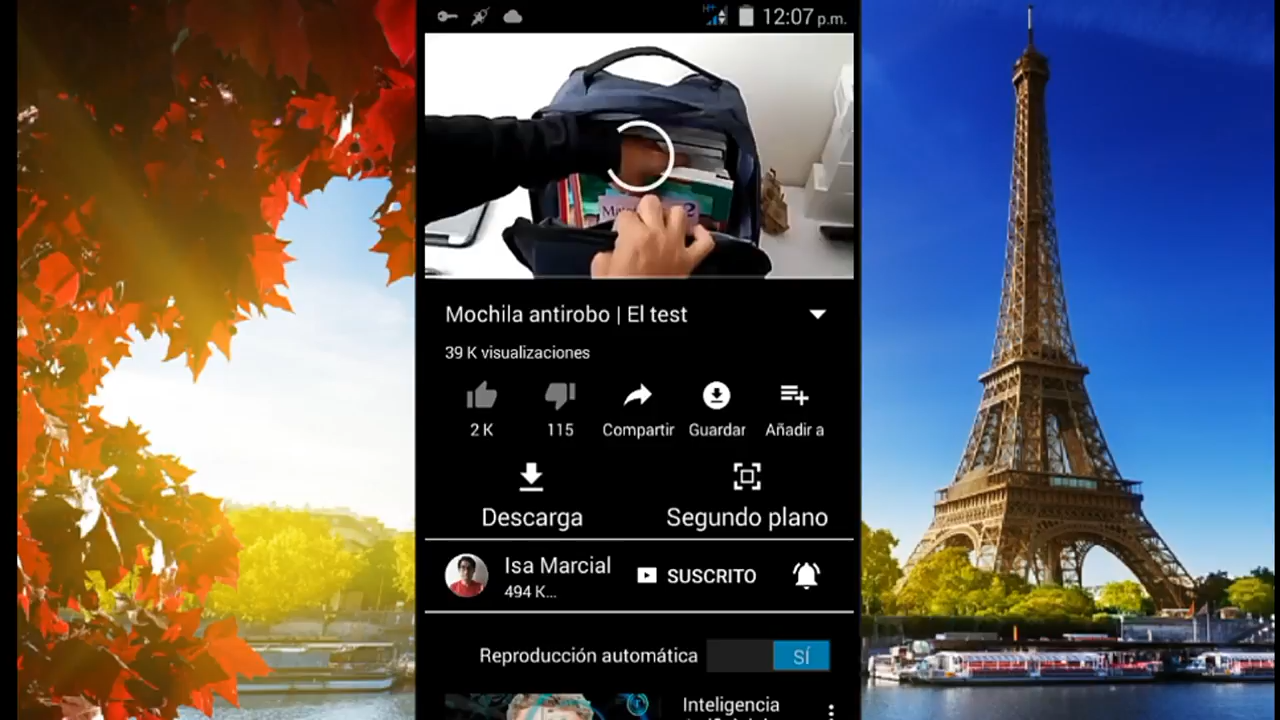 H+ 12:07 p.m.
2
Mochila antirobo | El test
39 K visualizaciones
2 K 115 Compartir Guardar Añadir a
Descarga Segundo plano
Isa Marcial SUSCRITO
494 K...
Reproducción automática SÍ
Inteligencia